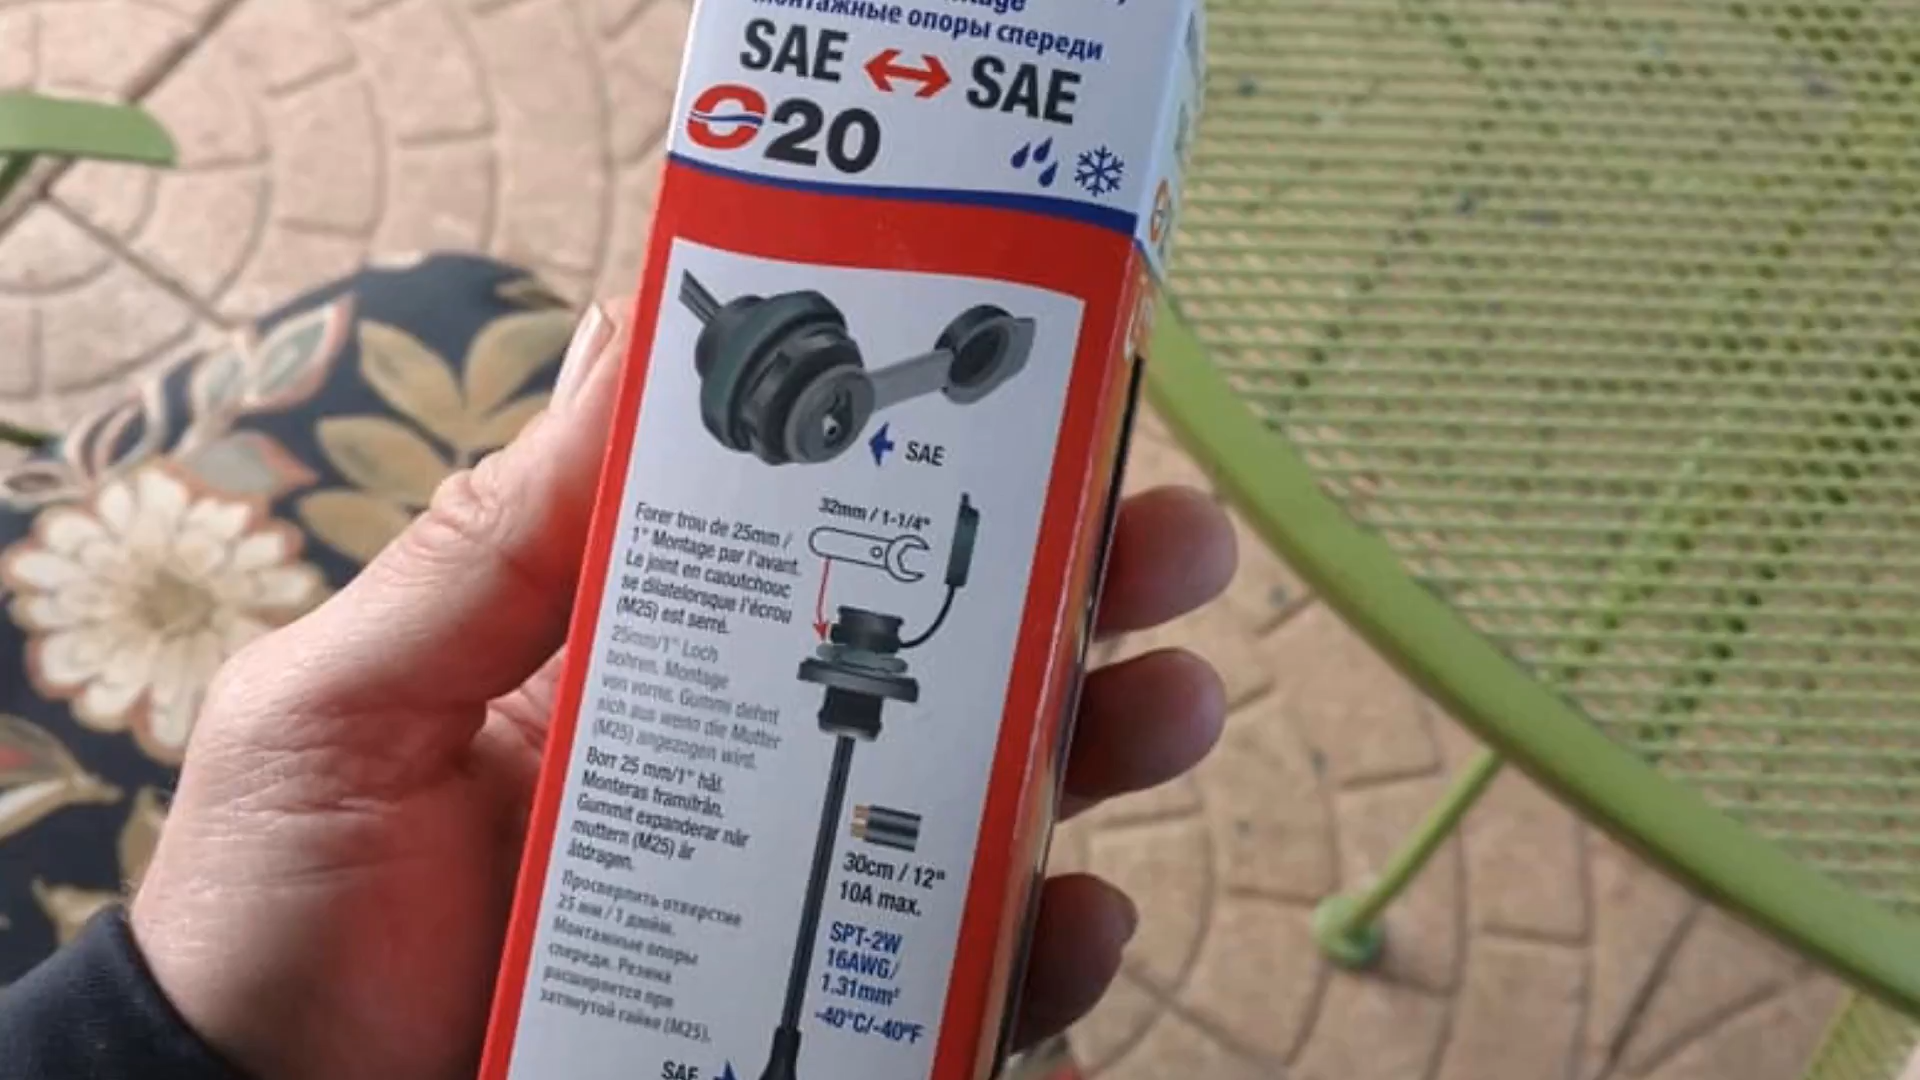 монтажные опоры спереди
SAE ↔ SAE
O20
SAE
32mm / 1-1/4"
Forer trou de 25mm /
1" Montage par l'avant.
Le joint en caoutchouc
se dilatelorsque l'écrou
(M25) est serré.
25mm/1" Loch
bohren. Montage
von vorne. Gummi dehnt
sich aus wenn die Mutter
(M25) angezogen wird.
Borr 25 mm/1" hål.
Monteras framifrån.
Gummit expanderar när
muttern (M25) är
åtdragen.
Просверлить отверстие
25 мм / 1 дюйм.
Монтажные опоры
спереди. Резина
расширяется при
затянутой гайке (M25).
30cm / 12"
10A max.
SPT-2W
16AWG/
1.31mm²
-40°C/-40°F
SAE